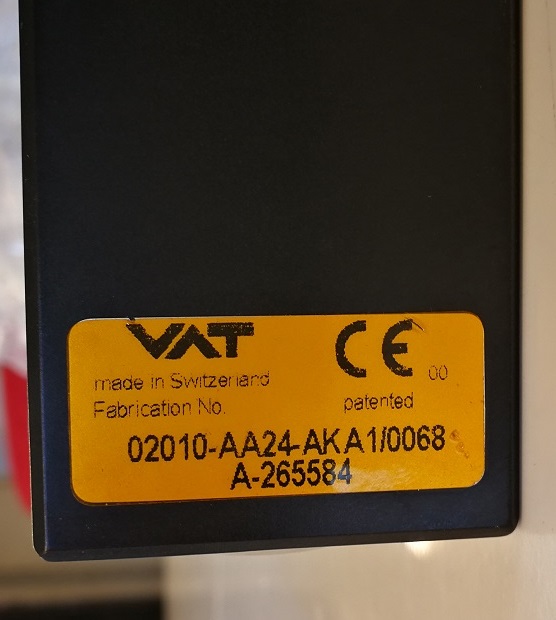 VAT CE
made in Switzerland 00
Fabrication No. patented
02010-AA24-AKA1/0068
A-265584